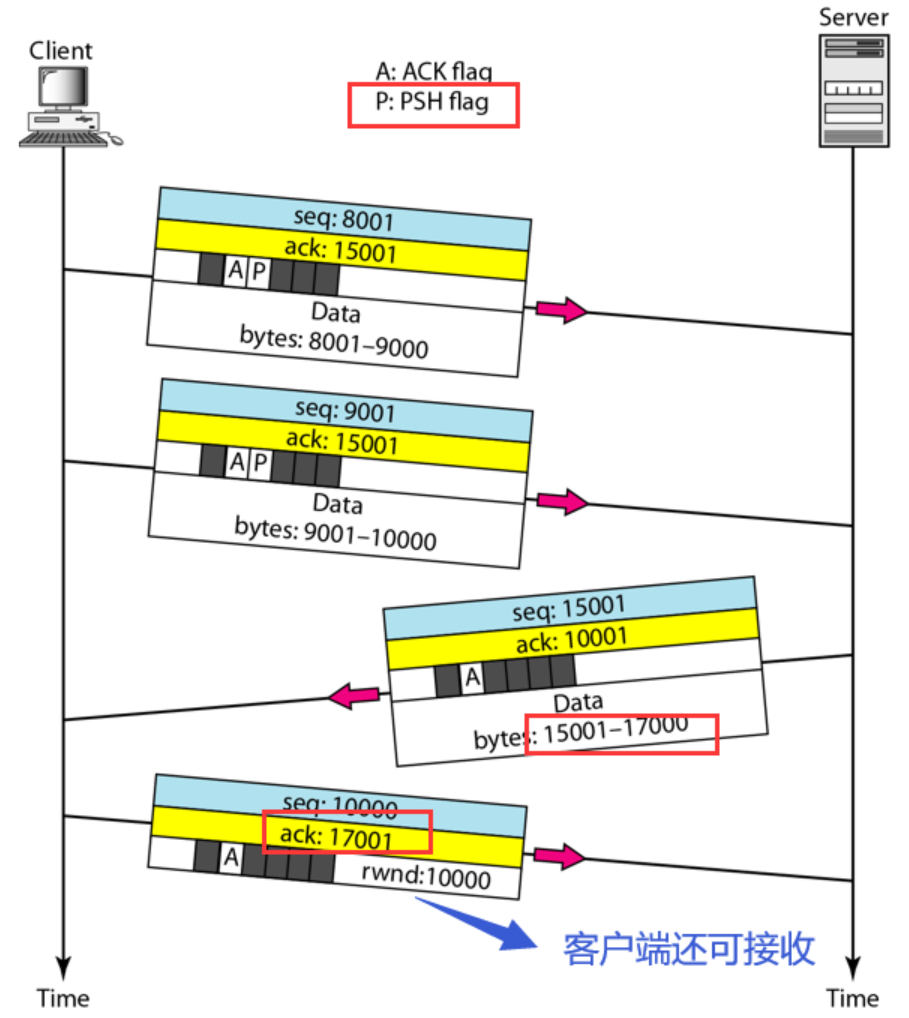 Client
Server
A: ACK flag
P: PSH flag
seq: 8001
ack: 15001
A P
Data
bytes: 8001–9000
seq: 9001
ack: 15001
A P
Data
bytes: 9001–10000
seq: 15001
ack: 10001
A
Data
bytes: 15001–17000
seq: 10000
ack: 17001
A
rwnd:10000
客户端还可接收
Time
Time